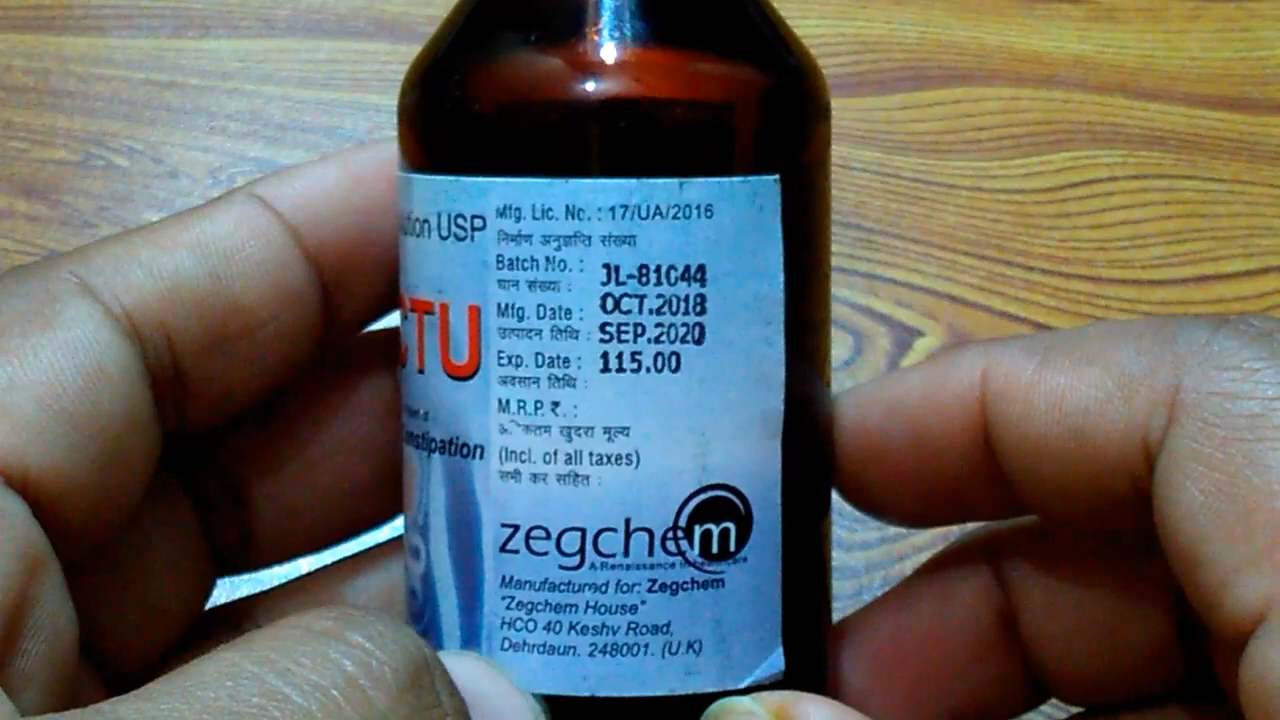 USP
CTU
Mfg. Lic. No. : 17/UA/2016
निर्माण अनुज्ञप्ति संख्या
Batch No. : JL-81044
घान संख्या :
Mfg. Date : OCT.2018
उत्पादन तिथि : SEP.2020
Exp. Date : 115.00
अवसान तिथि :
M.R.P. ₹. :
खुदरा मूल्य
(Incl. of all taxes)
सभी कर सहित :
zegchem
A Renaissance
Manufactured for: Zegchem
"Zegchem House"
HCO 40 Keshv Road,
Dehrdaun. 248001. (U.K)